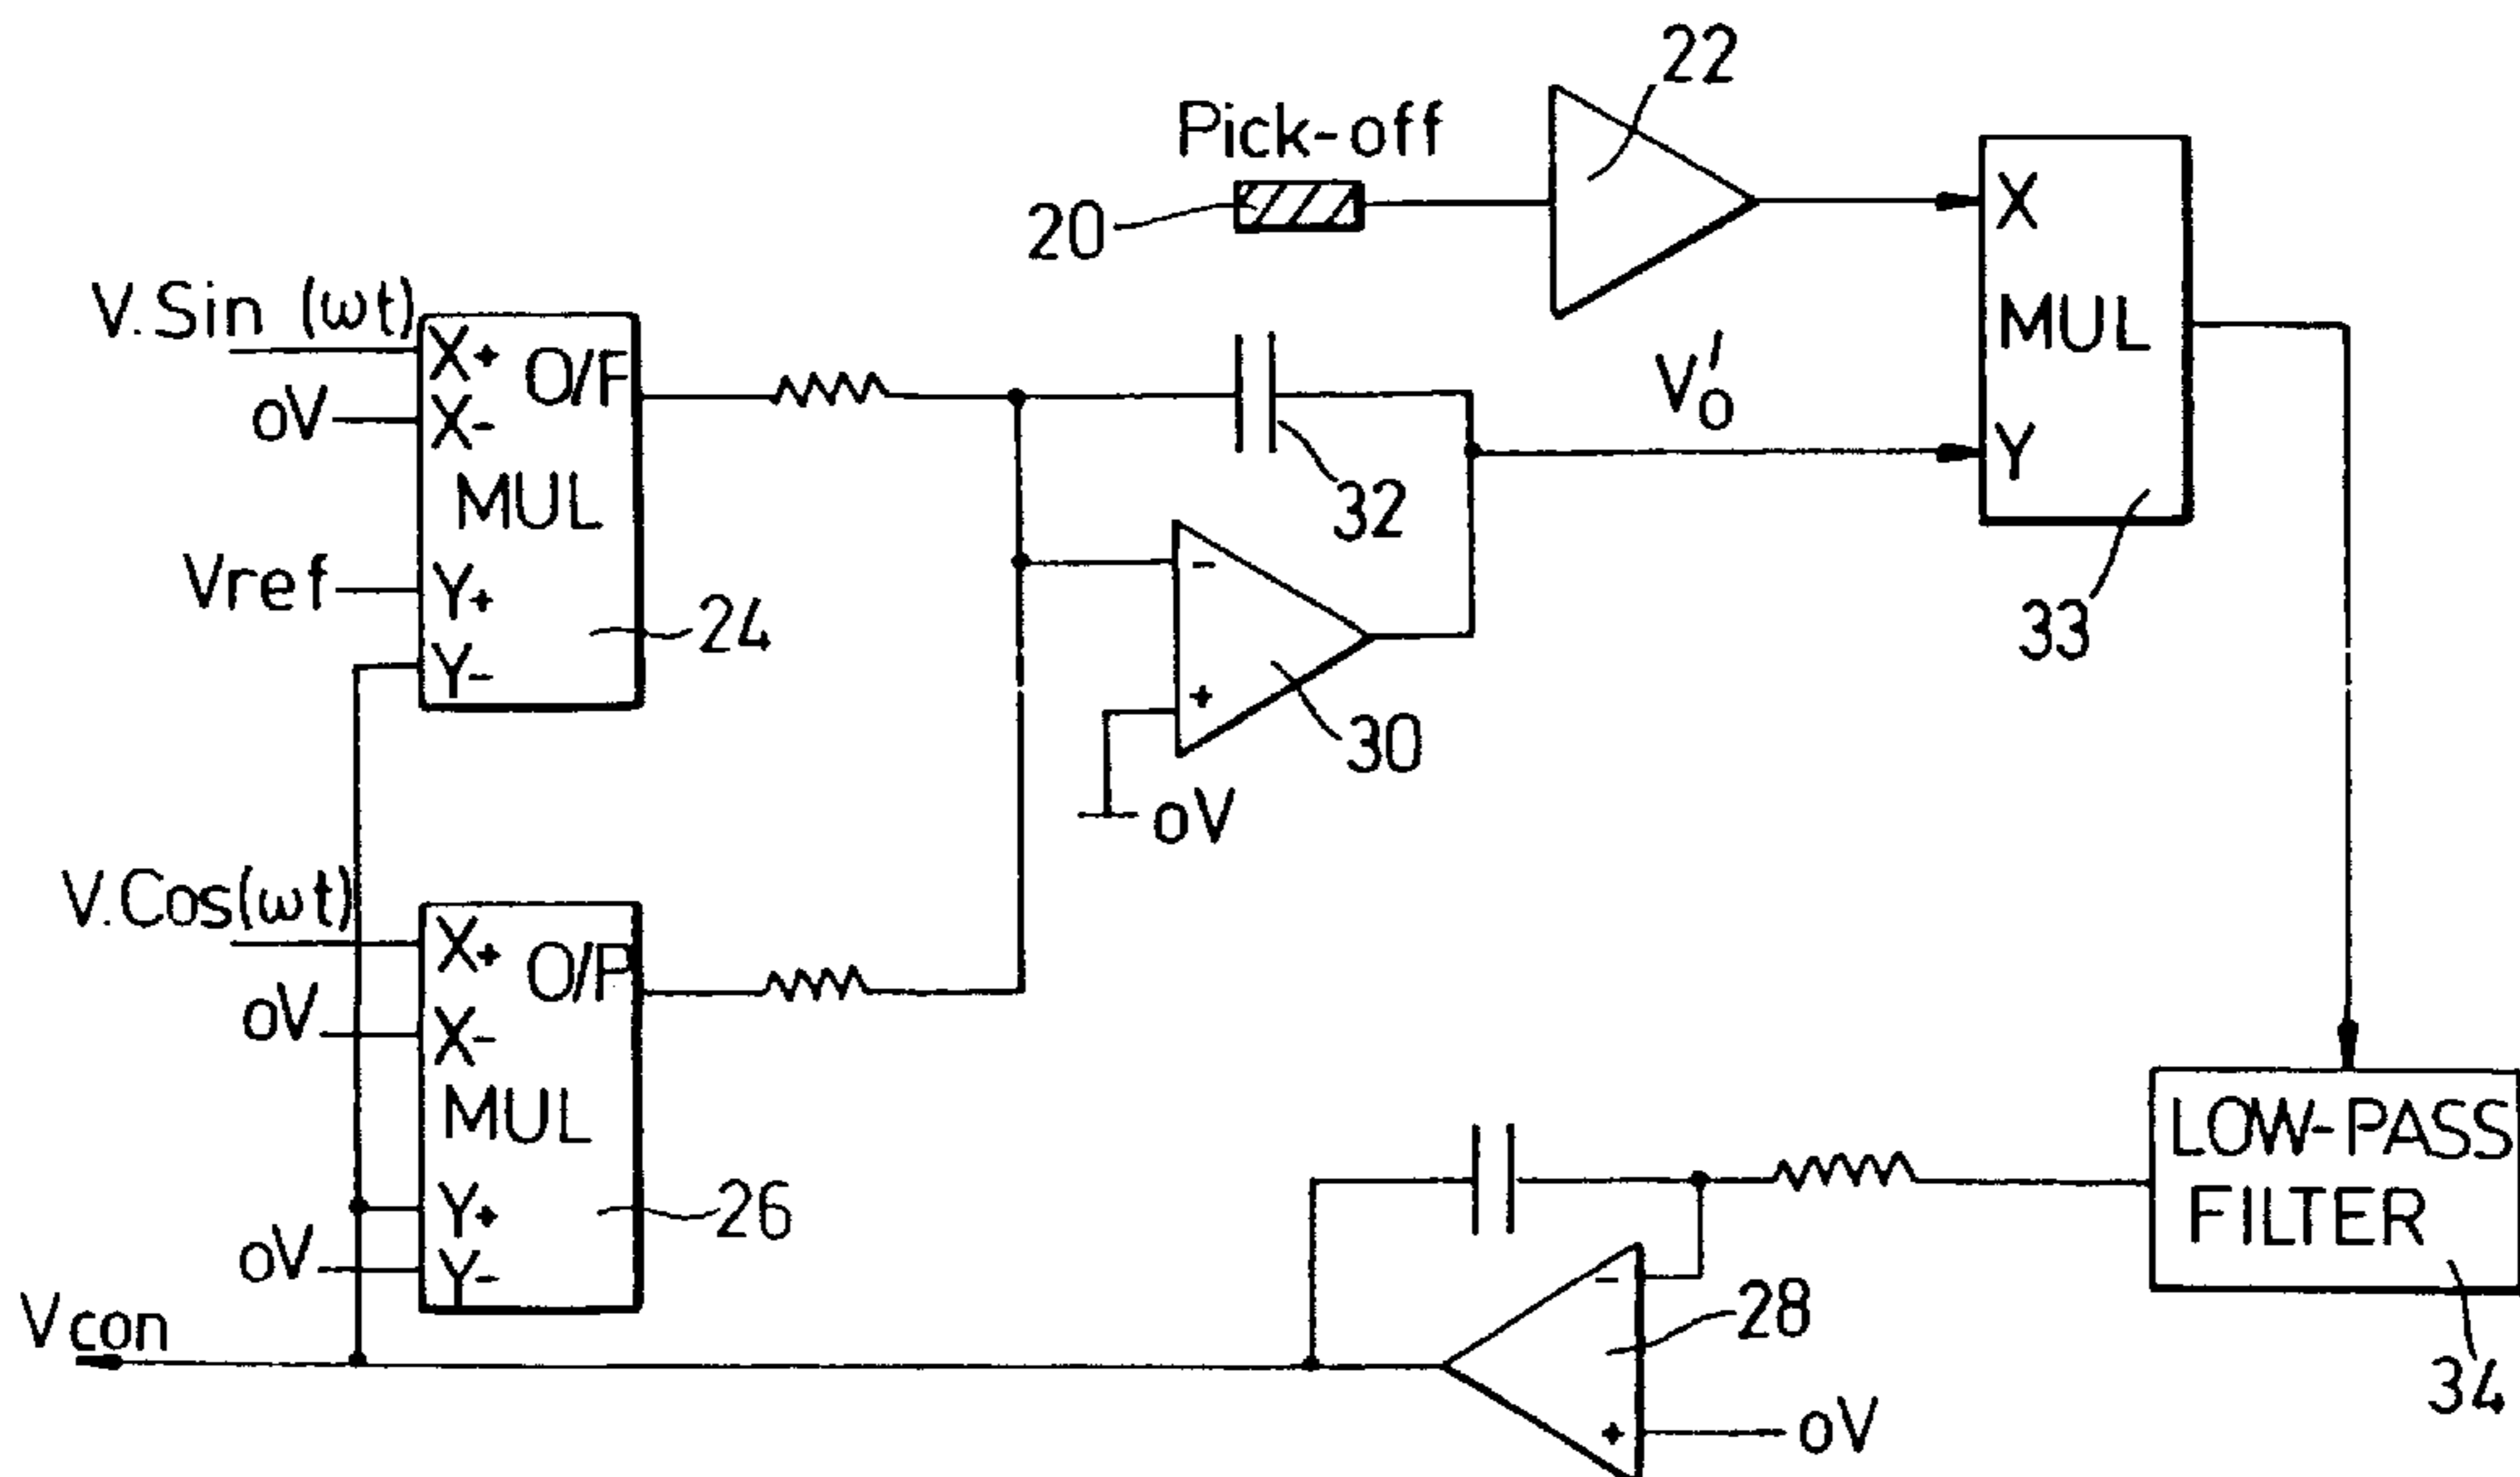 22
Pick-off
20
X
MUL
Y
33
V.Sin (ωt)
oV
Vref
X+ O/F
X-
MUL
Y+
Y-
24
32
V'o
-
+
30
oV
V.Cos(ωt)
oV
oV
Vcon
X+ O/P
X-
MUL
Y+
Y-
26
-
+
28
oV
LOW-PASS
FILTER
34